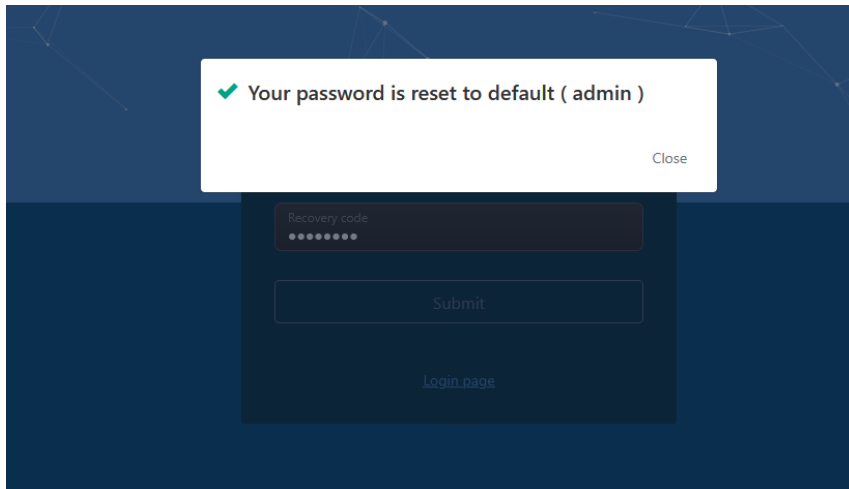 Your password is reset to default ( admin )
Close
Recovery code
••••••••
Submit
Login page